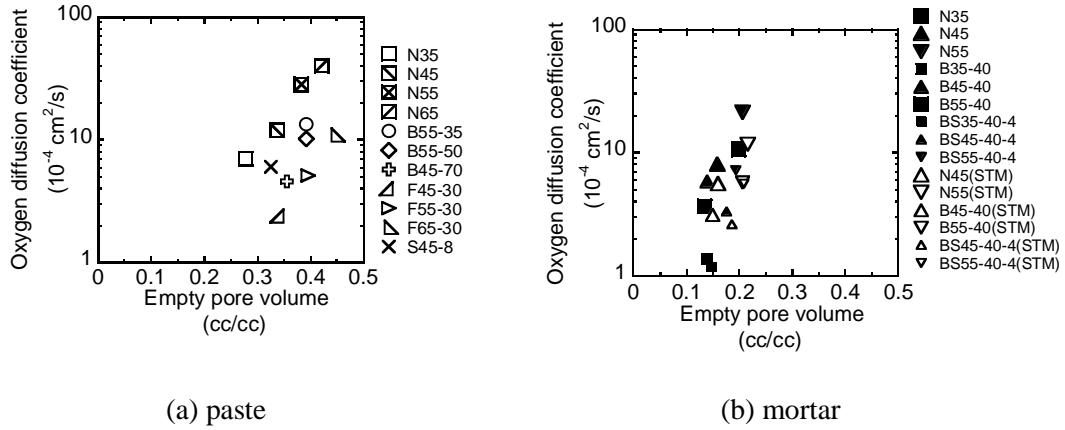 100
10
1
0
0.1
0.2
0.3
0.4
0.5
Oxygen diffusion coefficient
(10⁻⁴ cm²/s)
Empty pore volume
(cc/cc)
N35
N45
N55
N65
B55-35
B55-50
B45-70
F45-30
F55-30
F65-30
S45-8
(a) paste
100
10
1
0
0.1
0.2
0.3
0.4
0.5
Oxygen diffusion coefficient
(10⁻⁴ cm²/s)
Empty pore volume
(cc/cc)
N35
N45
N55
B35-40
B45-40
B55-40
BS35-40-4
BS45-40-4
BS55-40-4
N45(STM)
N55(STM)
B45-40(STM)
B55-40(STM)
BS45-40-4(STM)
BS55-40-4(STM)
(b) mortar